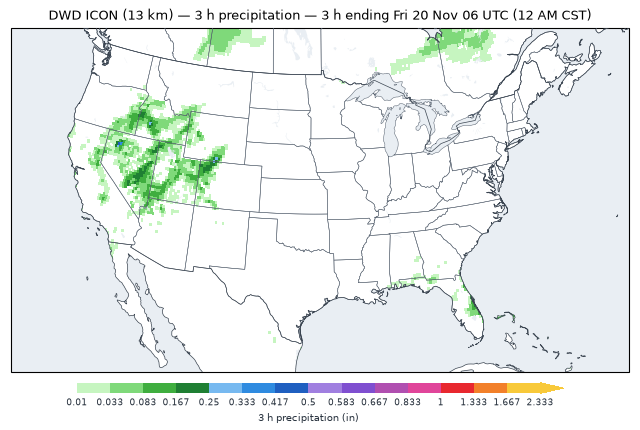 DWD ICON (13 km) — 3 h precipitation — 3 h ending Fri 20 Nov 06 UTC (12 AM CST)
0.01 0.033 0.083 0.167 0.25 0.333 0.417 0.5 0.583 0.667 0.833 1 1.333 1.667 2.333
3 h precipitation (in)